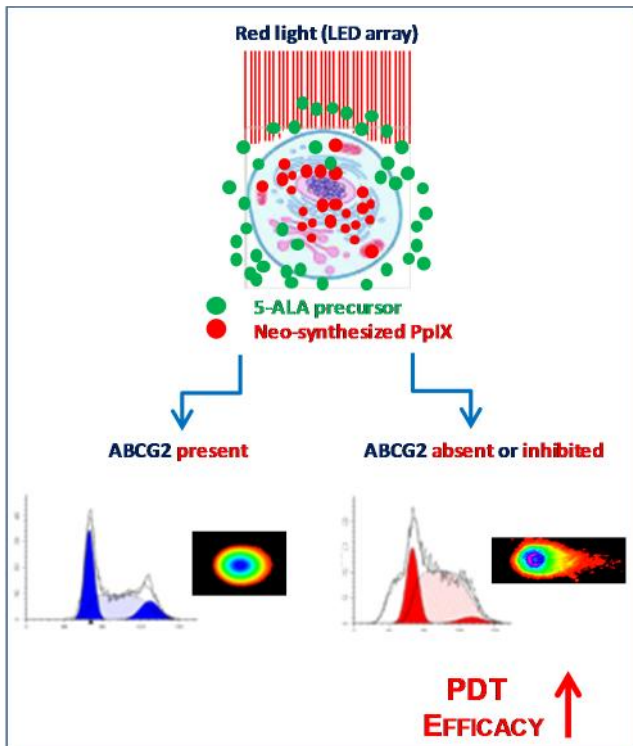 Red light (LED array)
5-ALA precursor
Neo-synthesized PpIX
ABCG2 present
ABCG2 absent or inhibited
PDT
EFFICACY